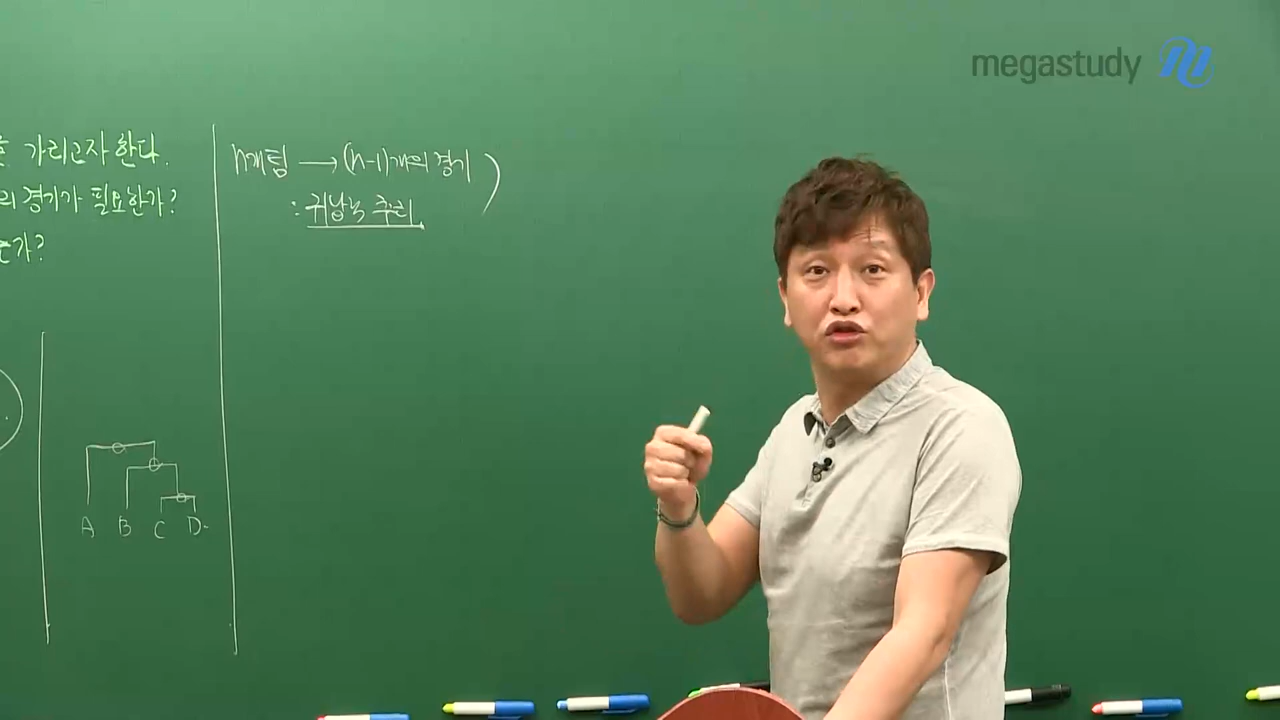 megastudy
가리고자 한다.
의 경기가 필요한가?
가?
n개팀 → (n-1)개의 경기
: 귀납적 추리.
A B C D.